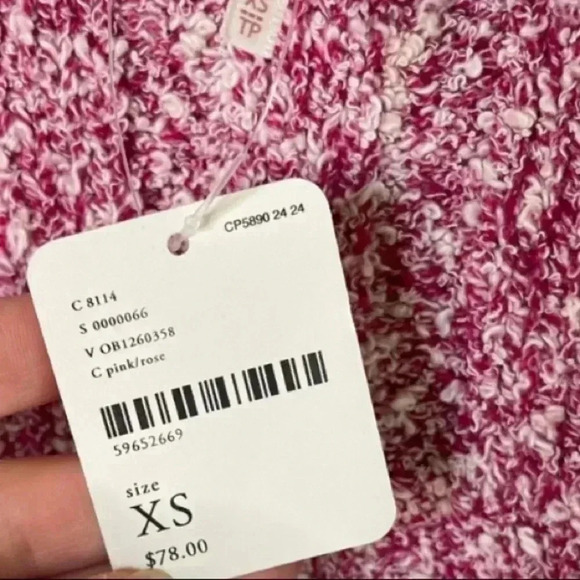 CP5890 24 24
C 8114
S 0000066
V OB1260358
C pink/rose
59652669
size
XS
$78.00